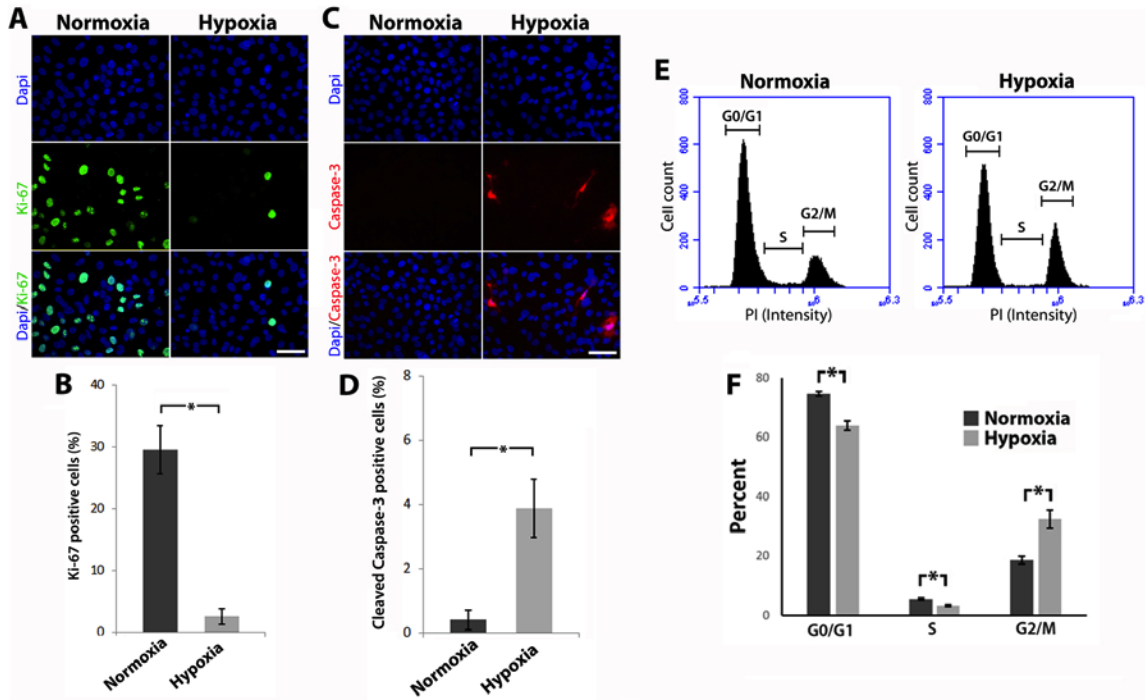 A
Normoxia Hypoxia
Dapi
Ki-67
Dapi/Ki-67
B
Ki-67 positive cells (%)
40
30
20
10
0
*
Normoxia
Hypoxia
C
Normoxia Hypoxia
Dapi
Caspase-3
Dapi/Caspase-3
D
Cleaved Caspase-3 positive cells (%)
8
6
4
2
0
*
Normoxia
Hypoxia
E
Normoxia
Cell count
800
600
400
200
0
G0/G1
S
G2/M
PI (Intensity)
Hypoxia
Cell count
800
600
400
200
0
G0/G1
S
G2/M
PI (Intensity)
F
Percent
80
60
40
20
0
*
*
*
Normoxia
Hypoxia
G0/G1 S G2/M